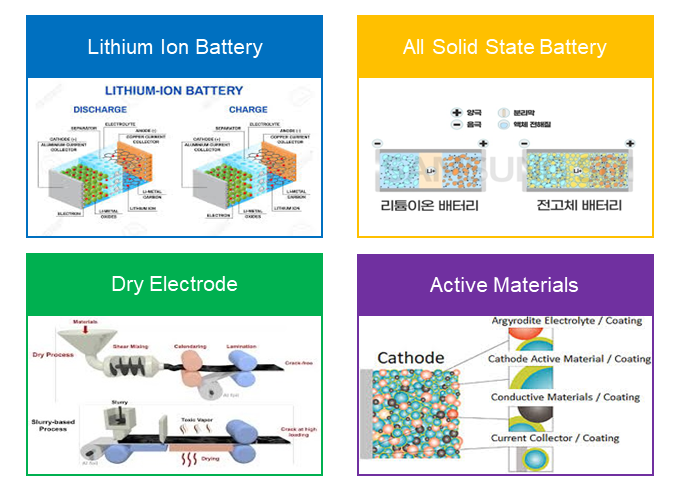 Lithium Ion Battery
LITHIUM-ION BATTERY
DISCHARGE
CHARGE
ELECTROLYTE
SEPARATOR
CATHODE (+)
ALUMINIUM CURRENT
COLLECTOR
ANODE (-)
COPPER CURRENT
COLLECTOR
LI-METAL
CARBON
LITHIUM ION
LI-METAL
OXIDES
ELECTRON
ELECTROLYTE
SEPARATOR
CATHODE (+)
ALUMINIUM CURRENT
COLLECTOR
ANODE (-)
COPPER CURRENT
COLLECTOR
LI-METAL
CARBON
LITHIUM ION
LI-METAL
OXIDES
ELECTRON
All Solid State Battery
양극
분리막
음극
액체 전해질
Li+
Li+
리튬이온 배터리
전고체 배터리
Dry Electrode
Materials
Shear Mixing
Calendering
Lamination
Dry Process
Crack-free
Al foil
Slurry
Toxic Vapor
Slurry-based
Process
Crack at high
loading
Al foil
Drying
Active Materials
Argyrodite Electrolyte / Coating
Cathode
Cathode Active Material / Coating
Conductive Materials / Coating
Current Collector / Coating